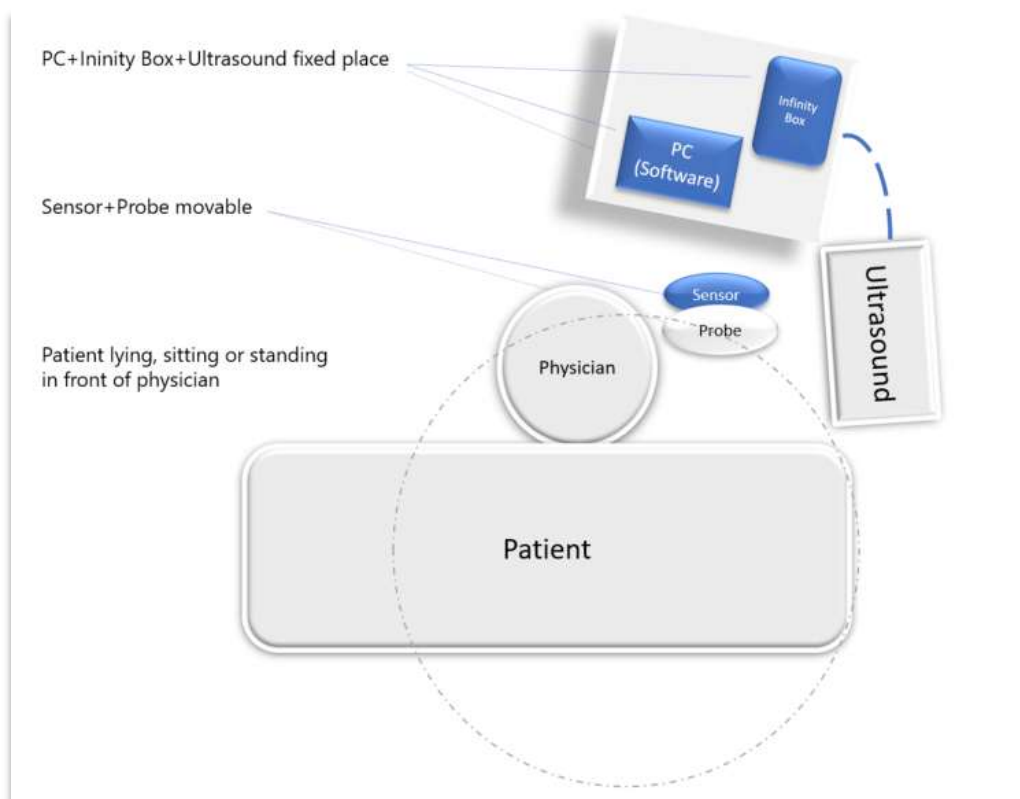 PC+Ininity Box+Ultrasound fixed place
Infinity
Box
PC
(Software)
Sensor+Probe movable
Ultrasound
Sensor
Probe
Patient lying, sitting or standing
in front of physician
Physician
Patient